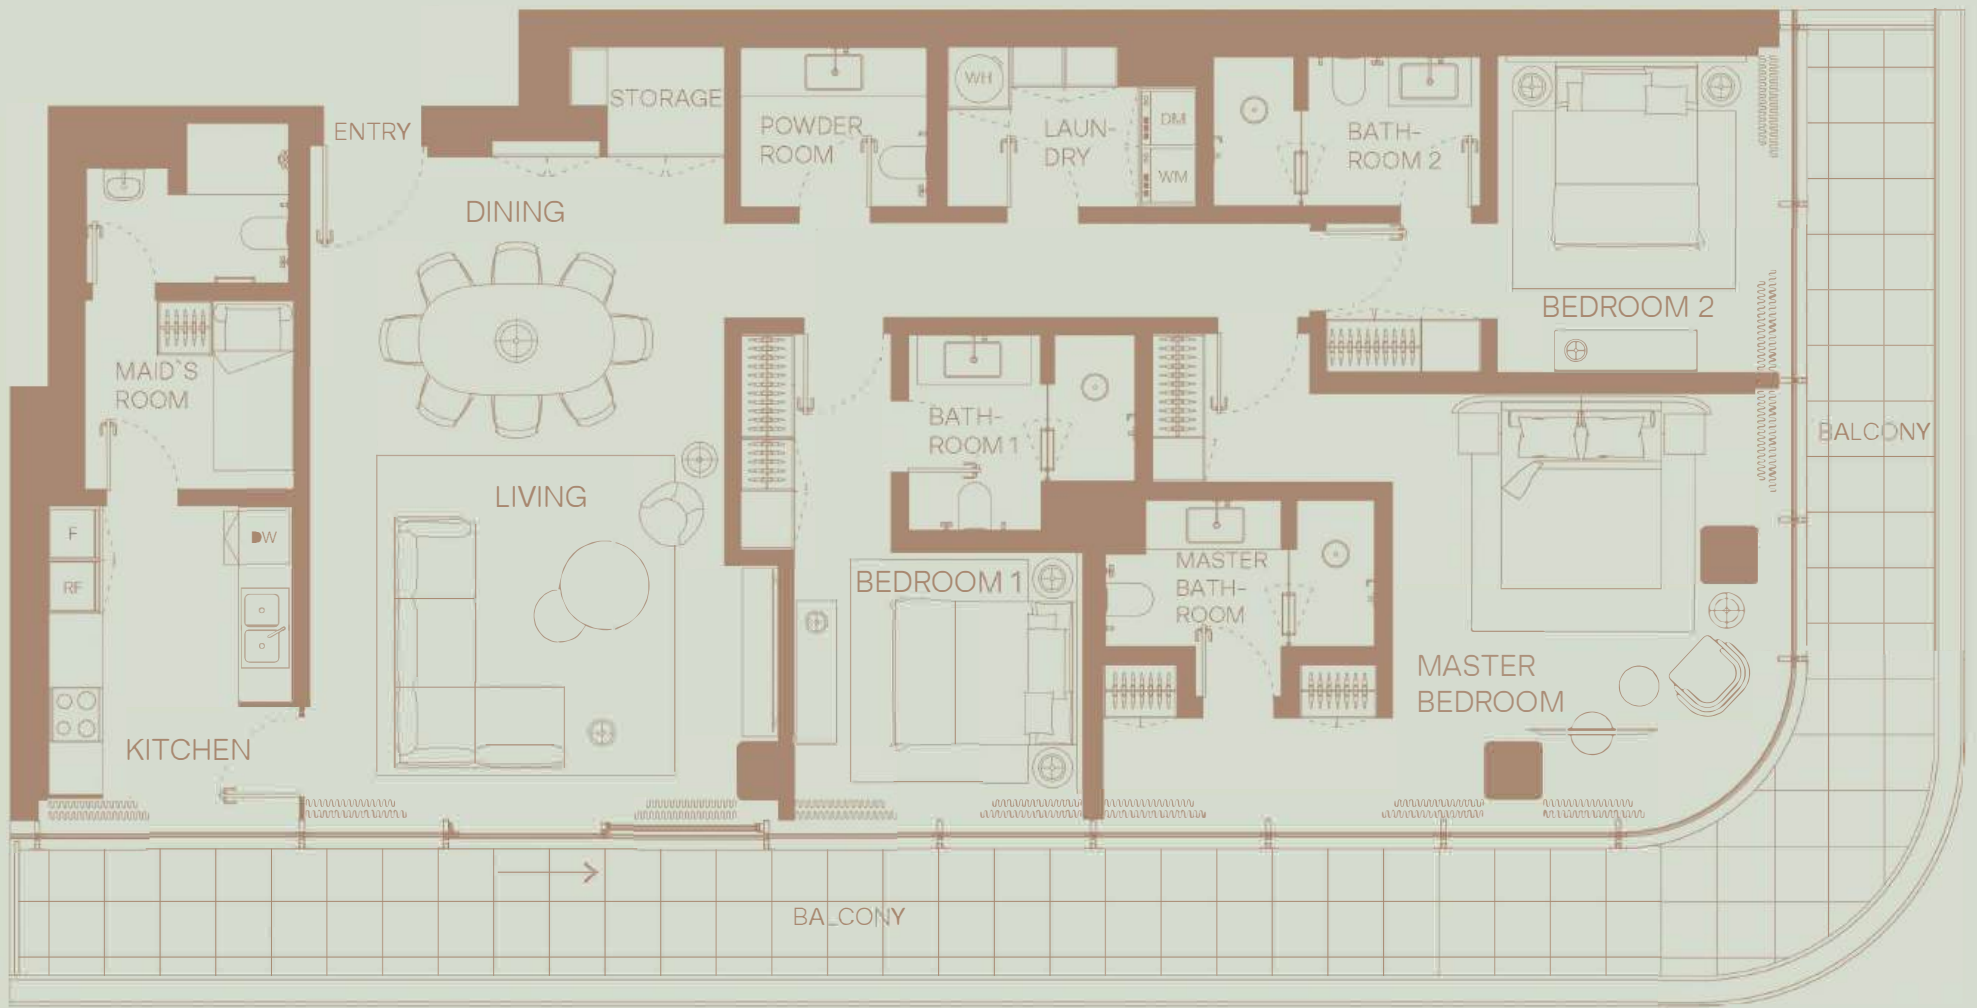 STORAGE
ENTRY
POWDER
ROOM
WH
LAUN-
DRY
DM
WM
BATH-
ROOM 2
DINING
BEDROOM 2
MAID`S
ROOM
BATH-
ROOM 1
BALCONY
LIVING
F
DW
RF
BEDROOM 1
MASTER
BATH-
ROOM
MASTER
BEDROOM
KITCHEN
BALCONY